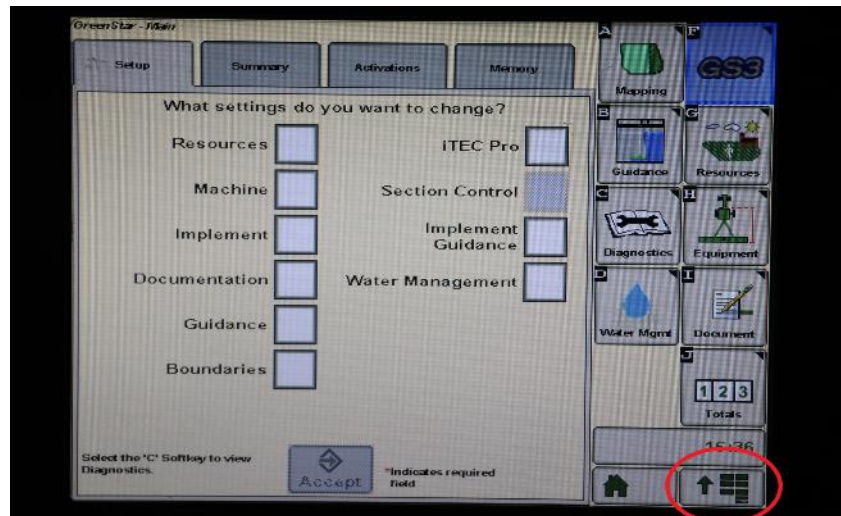 GreenStar - Main
Setup
Summary
Activations
Memory
What settings do you want to change?
Resources
iTEC Pro
Machine
Section Control
Implement
Implement
Guidance
Documentation
Water Management
Guidance
Boundaries
Select the 'C' Softkey to view
Diagnostics.
Accept
*Indicates required
field
A
Mapping
F
GS3
B
Guidance
G
Resources
C
Diagnostics
H
Equipment
D
Water Mgmt
I
Document
J
1 2 3
Totals
15:36